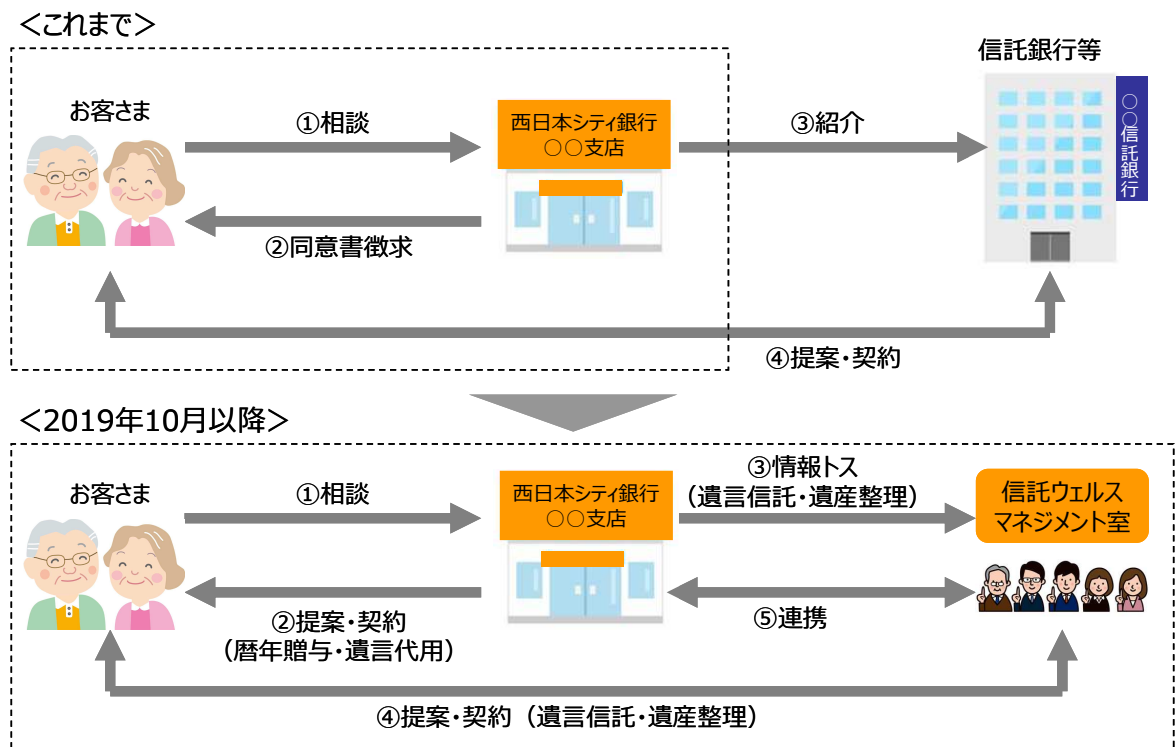 <これまで>
お客さま
①相談
西日本シティ銀行
○○支店
②同意書徴求
③紹介
信託銀行等
○○信託銀行
④提案・契約
<2019年10月以降>
お客さま
①相談
西日本シティ銀行
○○支店
②提案・契約
（暦年贈与・遺言代用）
③情報トス
（遺言信託・遺産整理）
信託ウェルス
マネジメント室
⑤連携
④提案・契約（遺言信託・遺産整理）